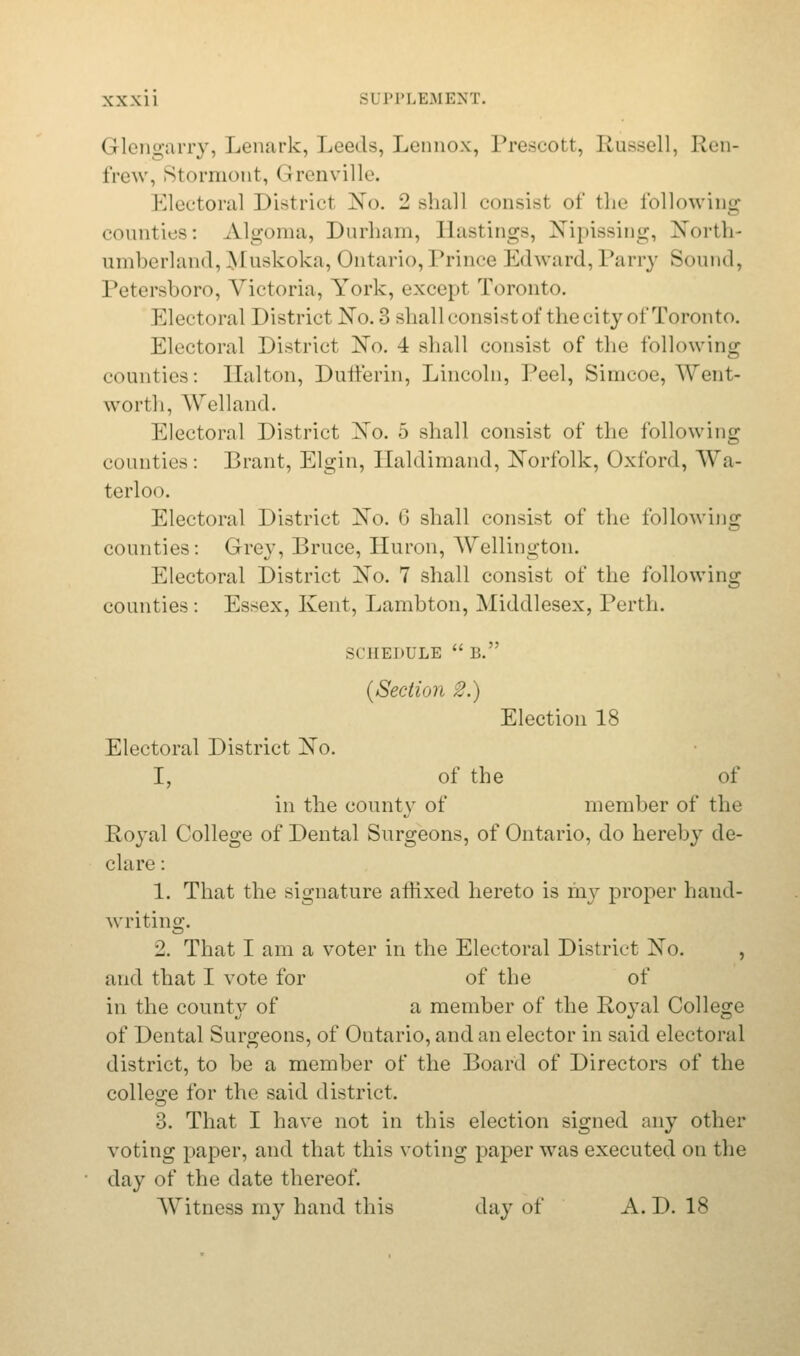 xxxii SUPPLEMENT.
Glengarry, Lenark, Leeds, Lennox, Prescott, Russell, Ren-
frew, Stormont, Grenville.
Electoral District No. 2 shall consist of the following
counties: Algoma, Durham, Hastings, Nipissing, North-
umberland, Muskoka, Ontario, Prince Edward, Parry Sound,
Petersboro, Victoria, York, except Toronto.
Electoral District No. 3 shall consist of the city of Toronto.
Electoral District No. 4 shall consist of the following
counties: Halton, Dufferin, Lincoln, Peel, Simcoe, Went-
worth, Welland.
Electoral District No. 5 shall consist of the following
counties: Brant, Elgin, Haldimand, Norfolk, Oxford, Wa-
terloo.
Electoral District No. 6 shall consist of the following
counties: Grey, Bruce, Huron, Wellington.
Electoral District No. 7 shall consist of the following
counties: Essex, Kent, Lambton, Middlesex, Perth.
SCHEDULE “ B.”
(Section 2.)
Election 18
Electoral District No.
I, of the of
in the county of member of the
Royal College of Dental Surgeons, of Ontario, do hereby de-
clare:
1. That the signature affixed hereto is my proper hand-
writing.
2. That I am a voter in the Electoral District No. ,
and that I vote for of the of
in the county of a member of the Royal College
of Dental Surgeons, of Ontario, and an elector in said electoral
district, to be a member of the Board of Directors of the
college for the said district.
3. That I have not in this election signed any other
voting paper, and that this voting paper was executed on the
day of the date thereof.
Witness my hand this day of A. D. 18